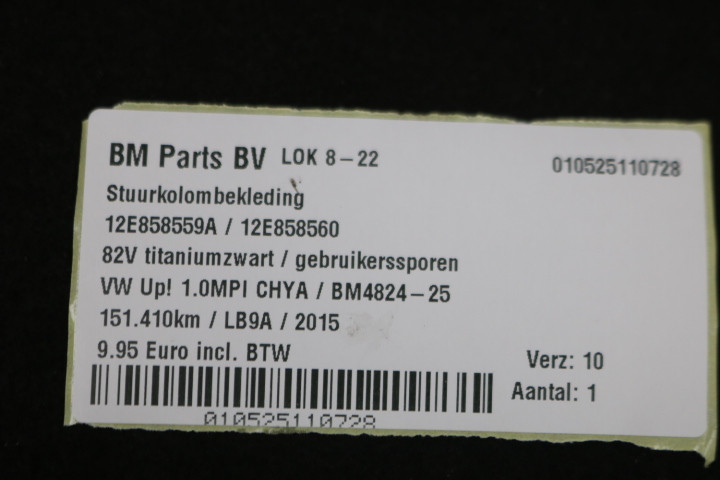 BM Parts BV LOK 8-22 010525110728
Stuurkolombekleding
12E858559A / 12E858560
82V titaniumzwart / gebruikerssporen
VW Up! 1.0MPI CHYA / BM4824-25
151.410km / LB9A / 2015
9.95 Euro incl. BTW
Verz: 10
Aantal: 1
010525110728